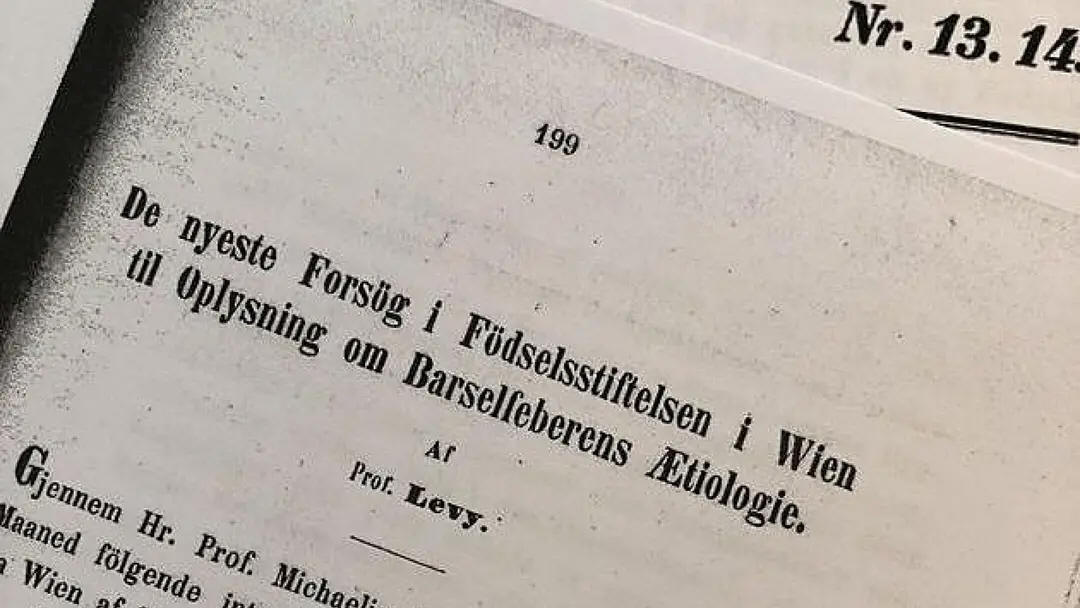 Nr. 13. 14
199
De nyeste Forsög i Födselsstiftelsen i Wien
til Oplysning om Barselfeberens Ætiologie.
Af
Prof. Levy.
Gjennem Hr. Prof.
Maaned fölgende
Wien af